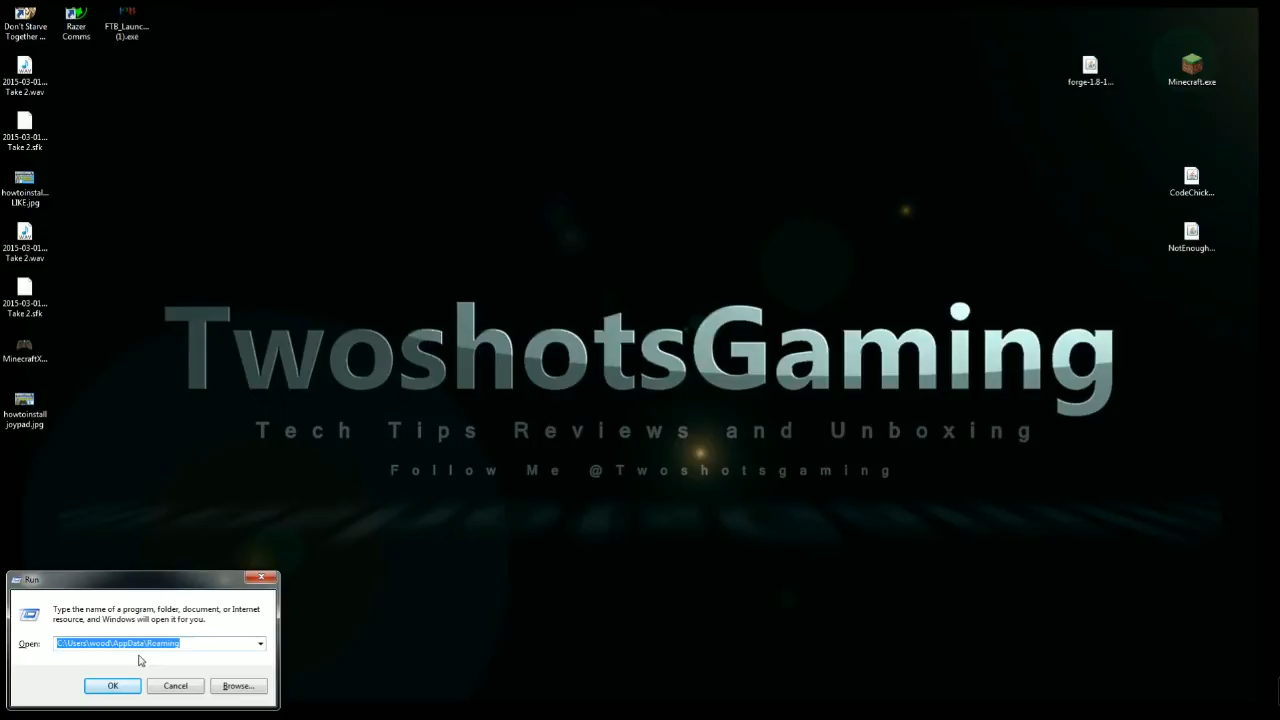 Don't Starve
Together ...
Razer
Comms
FTB_Launc...
(1).exe
2015-03-01...
Take 2.wav
2015-03-01...
Take 2.sfk
howtoinstal...
LIKE.jpg
2015-03-01...
Take 2.wav
2015-03-01...
Take 2.sfk
MinecraftX...
howtoinstall
joypad.jpg
forge-1.8-1...
Minecraft.exe
CodeChick...
NotEnough...
TwoshotsGaming
Tech Tips Reviews and Unboxing
Follow Me @Twoshotsgaming
Run
Type the name of a program, folder, document, or Internet
resource, and Windows will open it for you.
Open: C:\Users\wood\AppData\Roaming
OK Cancel Browse...